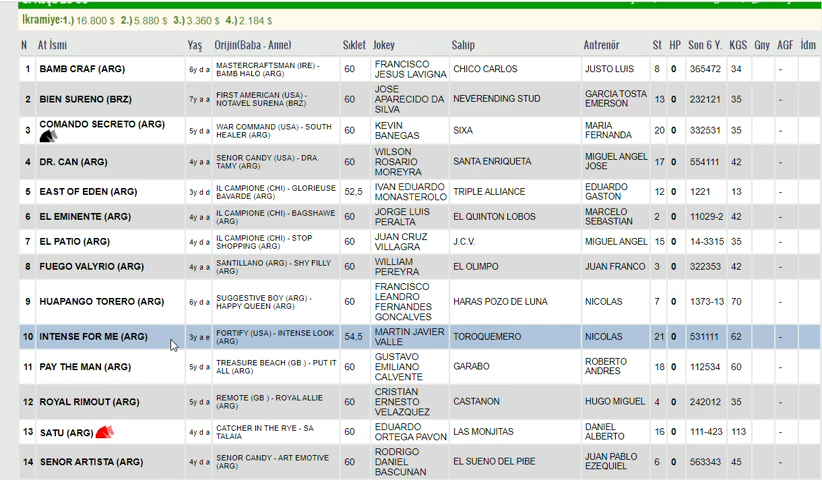 İkramiye:1.) 16.800 $ 2.) 5.880 $ 3.) 3.360 $ 4.) 2.184 $
N At İsmi Yaş Orijin(Baba - Anne) Sıklet Jokey Sahip Antrenör St HP Son 6 Y. KGS Gny AGF İdm
1 BAMB CRAF (ARG) 6y d a MASTERCRAFTSMAN (IRE) - BAMB HALO (ARG) 60 FRANCISCO JESUS LAVIGNA CHICO CARLOS JUSTO LUIS 8 0 365472 34 -
2 BIEN SURENO (BRZ) 7y a a FIRST AMERICAN (USA) - NOTAVEL SURENA (BRZ) 60 JOSE APARECIDO DA SILVA NEVERENDING STUD GARCIA TOSTA EMERSON 13 0 232121 35 -
3 COMANDO SECRETO (ARG) 5y d a WAR COMMAND (USA) - SOUTH HEALER (ARG) 60 KEVIN BANEGAS SIXA MARIA FERNANDA 20 0 332531 35 -
4 DR. CAN (ARG) 4y a a SENOR CANDY (USA) - DRA. TAMY (ARG) 60 WILSON ROSARIO MOREYRA SANTA ENRIQUETA MIGUEL ANGEL JOSE 17 0 554111 42 -
5 EAST OF EDEN (ARG) 3y d d IL CAMPIONE (CHI) - GLORIEUSE BAVARDE (ARG) 52,5 IVAN EDUARDO MONASTEROLO TRIPLE ALLIANCE EDUARDO GASTON 12 0 1221 13 -
6 EL EMINENTE (ARG) 4y a a IL CAMPIONE (CHI) - BAGSHAWE (ARG) 60 JORGE LUIS PERALTA EL QUINTON LOBOS MARCELO SEBASTIAN 2 0 11029-2 42 -
7 EL PATIO (ARG) 4y d a IL CAMPIONE (CHI) - STOP SHOPPING (ARG) 60 JUAN CRUZ VILLAGRA J.C.V. MIGUEL ANGEL 15 0 14-3315 35 -
8 FUEGO VALYRIO (ARG) 4y a a SANTILLANO (ARG) - SHY FILLY (ARG) 60 WILLIAM PEREYRA EL OLIMPO JUAN FRANCO 3 0 322353 42 -
9 HUAPANGO TORERO (ARG) 6y d a SUGGESTIVE BOY (ARG) - HAPPY QUEEN (ARG) 60 FRANCISCO LEANDRO FERNANDES GONCALVES HARAS POZO DE LUNA NICOLAS 7 0 1373-13 70 -
10 INTENSE FOR ME (ARG) 3y a e FORTIFY (USA) - INTENSE LOOK (ARG) 54,5 MARTIN JAVIER VALLE TOROQUEMERO NICOLAS 21 0 531111 62 -
11 PAY THE MAN (ARG) 5y d a TREASURE BEACH (GB ) - PUT IT ALL (ARG) 60 GUSTAVO EMILIANO CALVENTE GARABO ROBERTO ANDRES 18 0 112534 60 -
12 ROYAL RIMOUT (ARG) 5y d a REMOTE (GB ) - ROYAL ALLIE (ARG) 60 CRISTIAN ERNESTO VELAZQUEZ CASTANON HUGO MIGUEL 4 0 242012 35 -
13 SATU (ARG) 4y d a CATCHER IN THE RYE - SA TALAIA 60 EDUARDO ORTEGA PAVON LAS MONJITAS DANIEL ALBERTO 16 0 111-423 113 -
14 SENOR ARTISTA (ARG) 4y d a SENOR CANDY - ART EMOTIVE (ARG) 60 RODRIGO DANIEL BASCUNAN EL SUENO DEL PIBE JUAN PABLO EZEQUIEL 6 0 563343 45 -